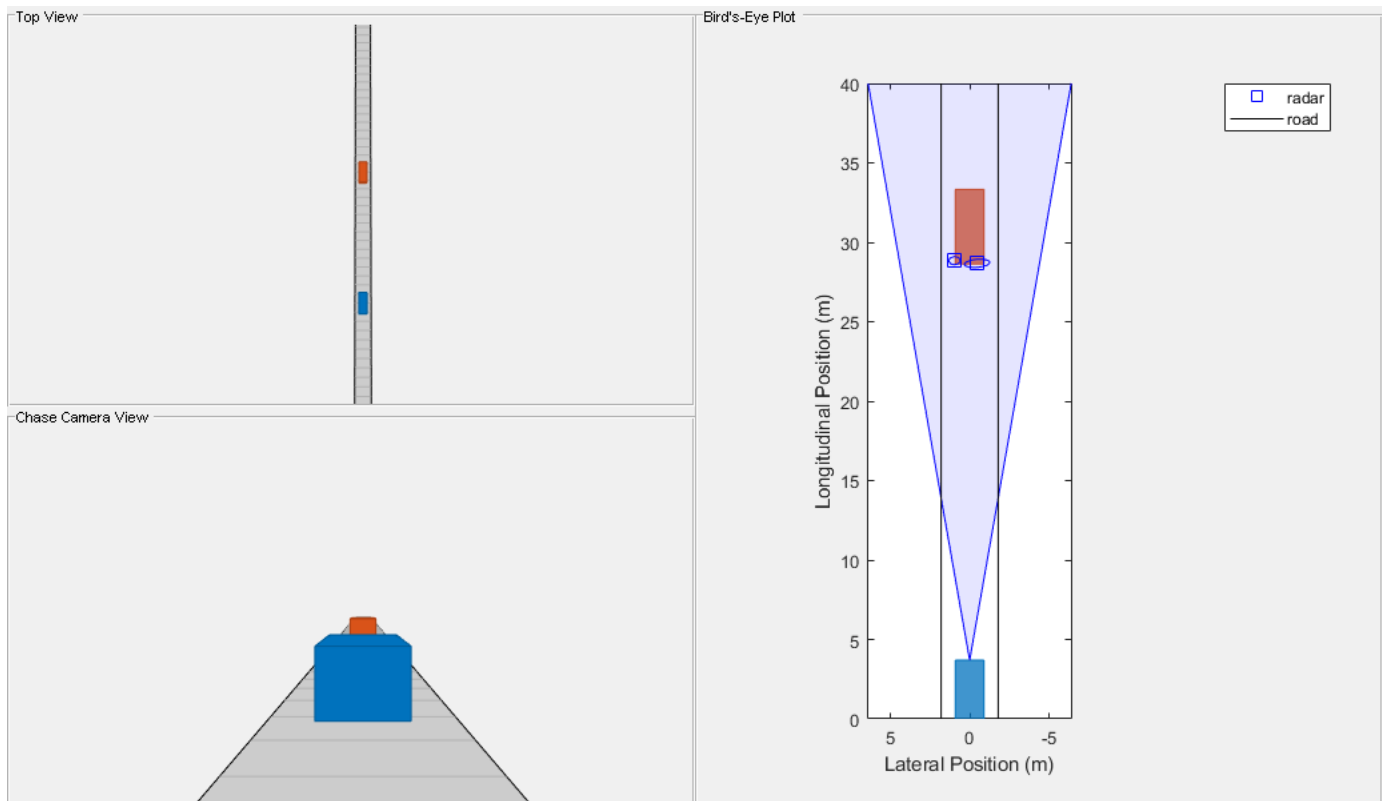 Top View
Chase Camera View
Bird's-Eye Plot
radar
road
40
35
30
25
20
15
10
5
0
Longitudinal Position (m)
5 0 -5
Lateral Position (m)